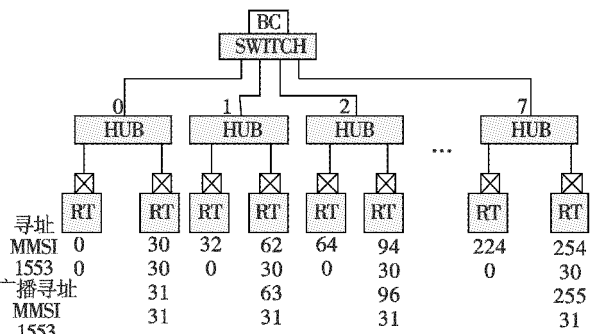 BC
SWITCH
0 1 2 7
HUB HUB HUB HUB
...
RT RT RT RT RT RT RT RT
寻址
MMSI 0 30 32 62 64 94 224 254
1553 0 30 0 30 0 30 0 30
广播寻址 31 63 96 255
MMSI 31 31 31 31
1553